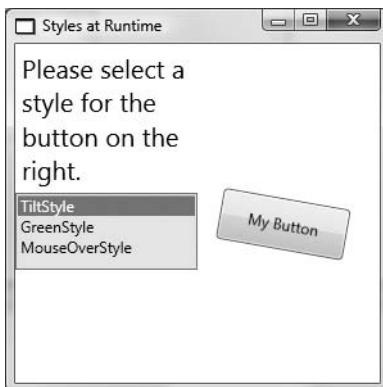 Styles at Runtime
Please select a
style for the
button on the
right.
TiltStyle
GreenStyle
MouseOverStyle
My Button